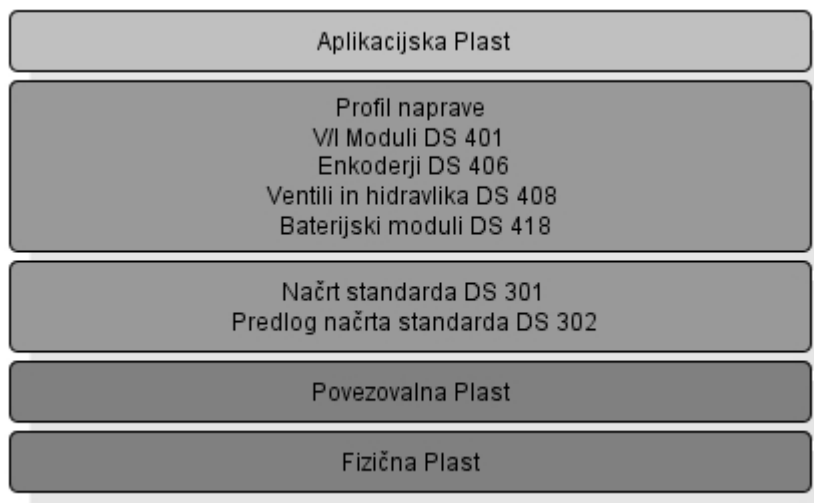 Aplikacijska Plast
Profil naprave
V/I Moduli DS 401
Enkoderji DS 406
Ventili in hidravlika DS 408
Baterijski moduli DS 418
Načrt standarda DS 301
Predlog načrta standarda DS 302
Povezovalna Plast
Fizična Plast